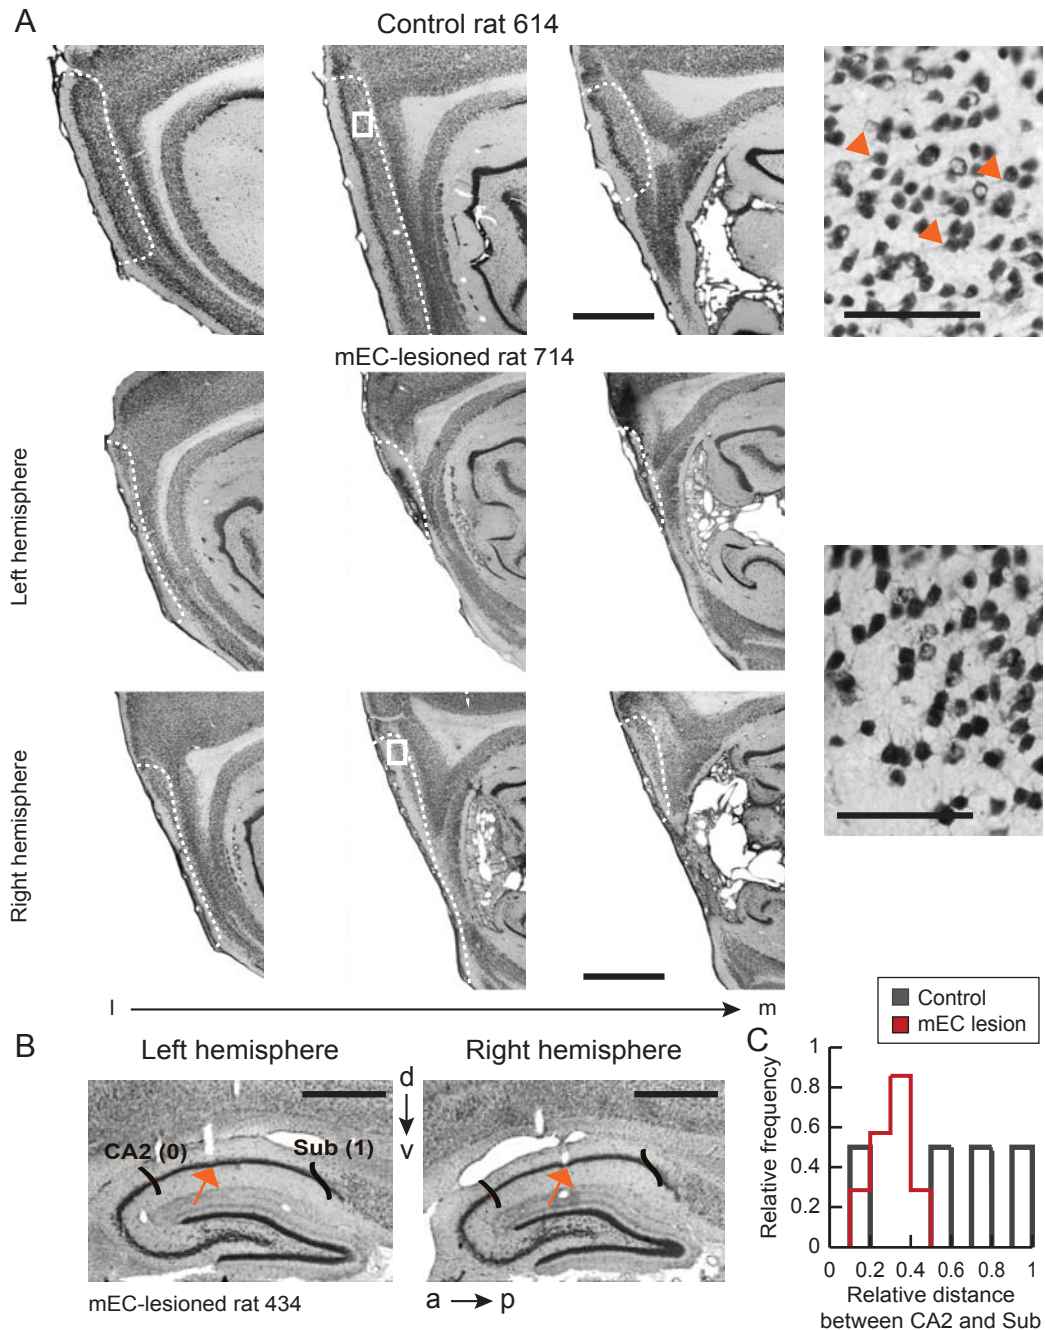 A
Control rat 614
mEC-lesioned rat 714
Left hemisphere
Right hemisphere
l
m
B
Left hemisphere
Right hemisphere
d
v
CA2 (0)
Sub (1)
mEC-lesioned rat 434
a
p
Control
mEC lesion
C
1
0.8
0.6
0.4
0.2
0
Relative frequency
0 0.2 0.4 0.6 0.8 1
Relative distance
between CA2 and Sub